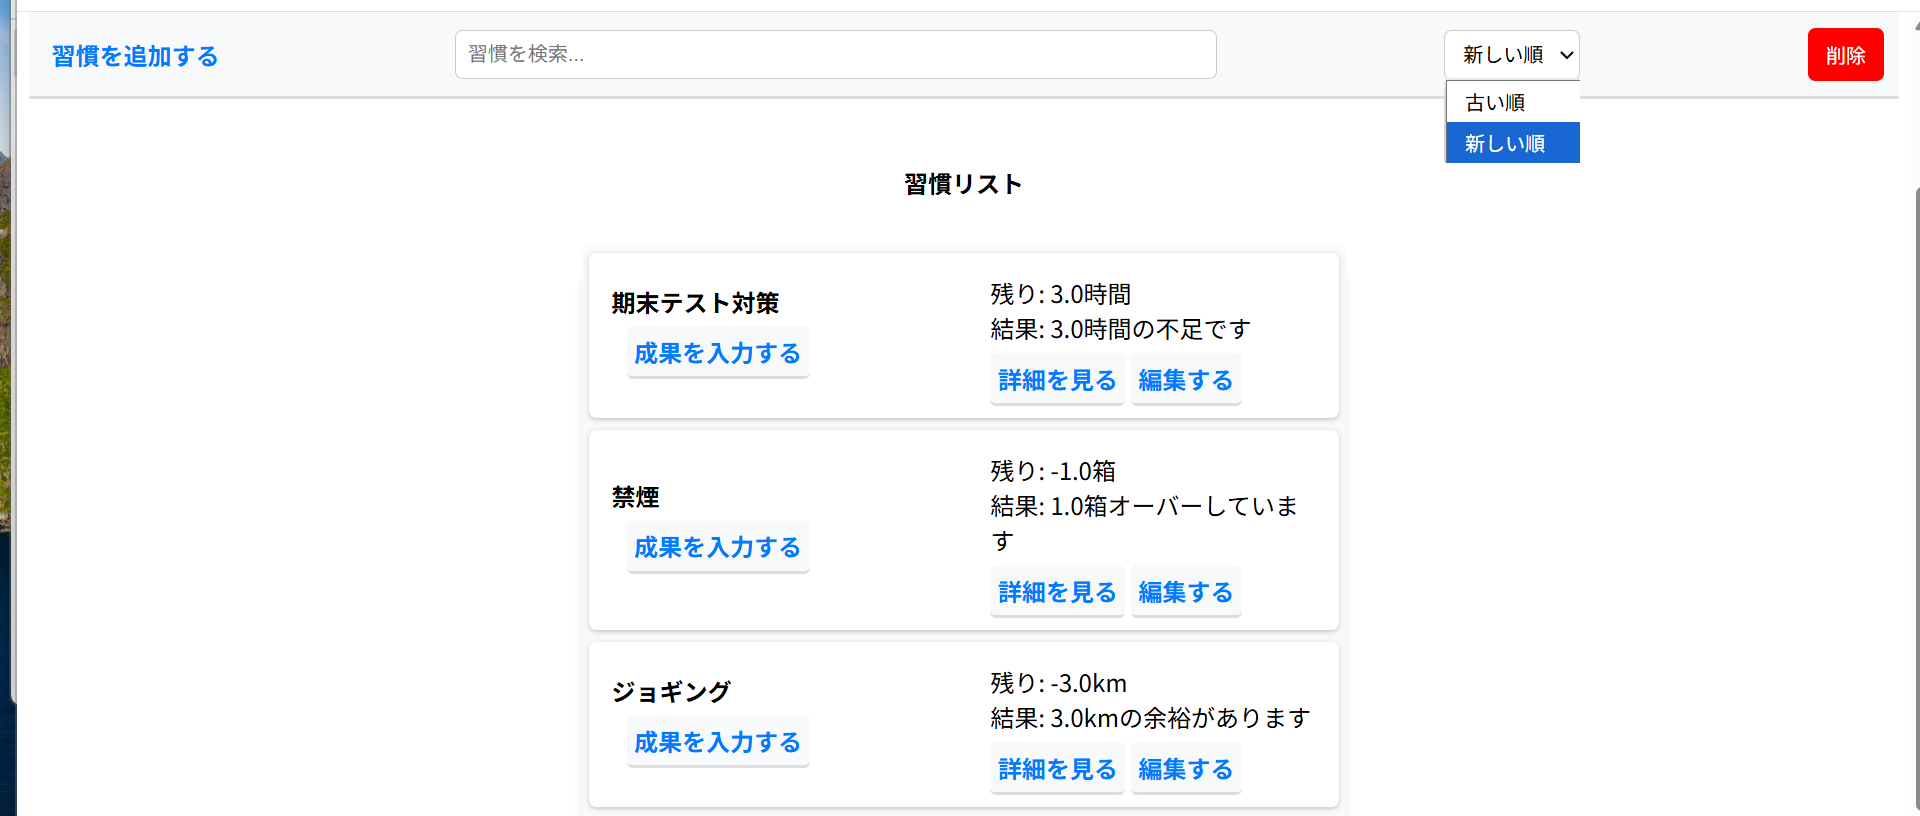 習慣を追加する
習慣を検索...
新しい順
削除
古い順
新しい順
習慣リスト
期末テスト対策
成果を入力する
残り: 3.0時間
結果: 3.0時間の不足です
詳細を見る 編集する
禁煙
成果を入力する
残り: -1.0箱
結果: 1.0箱オーバーしていま
す
詳細を見る 編集する
ジョギング
成果を入力する
残り: -3.0km
結果: 3.0kmの余裕があります
詳細を見る 編集する